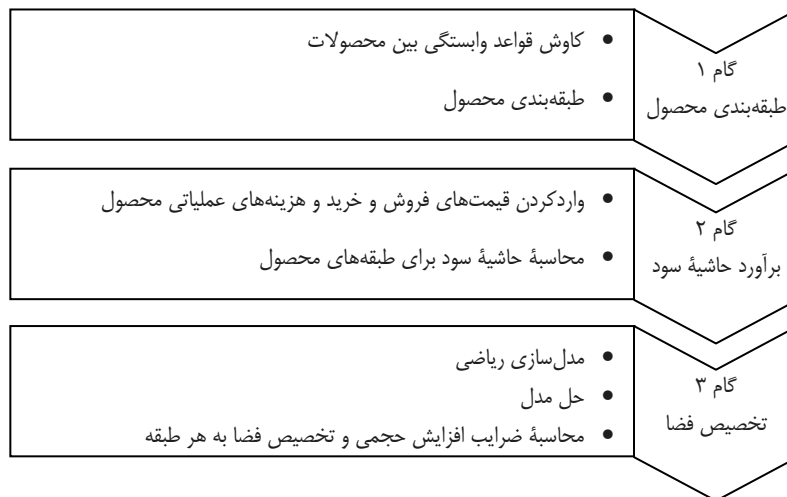 گام ۱
طبقه‌بندی محصول
• کاوش قواعد وابستگی بین محصولات
• طبقه‌بندی محصول
گام ۲
برآورد حاشیهٔ سود
• واردکردن قیمت‌های فروش و خرید و هزینه‌های عملیاتی محصول
• محاسبهٔ حاشیهٔ سود برای طبقه‌های محصول
گام ۳
تخصیص فضا
• مدل‌سازی ریاضی
• حل مدل
• محاسبهٔ ضرایب افزایش حجمی و تخصیص فضا به هر طبقه